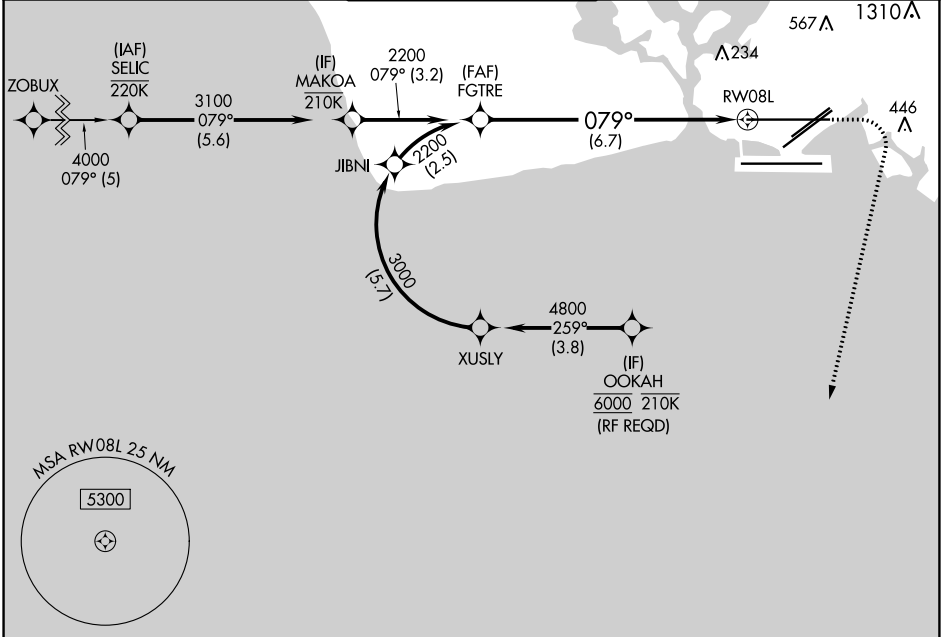 1310
567
234
2200
079° (3.2)
(IAF)
SELIC
220K
(IF)
MAKOA
210K
(FAF)
FGTRE
ZOBUX
RW08L
446
3100
079°
(5.6)
079°
(6.7)
4000
079° (5)
JIBNI
2200
(2.5)
3000
(5.7)
4800
259°
(3.8)
XUSLY
(IF)
OOKAH
6000 210K
(RF REQD)
MSA RW08L 25 NM
5300